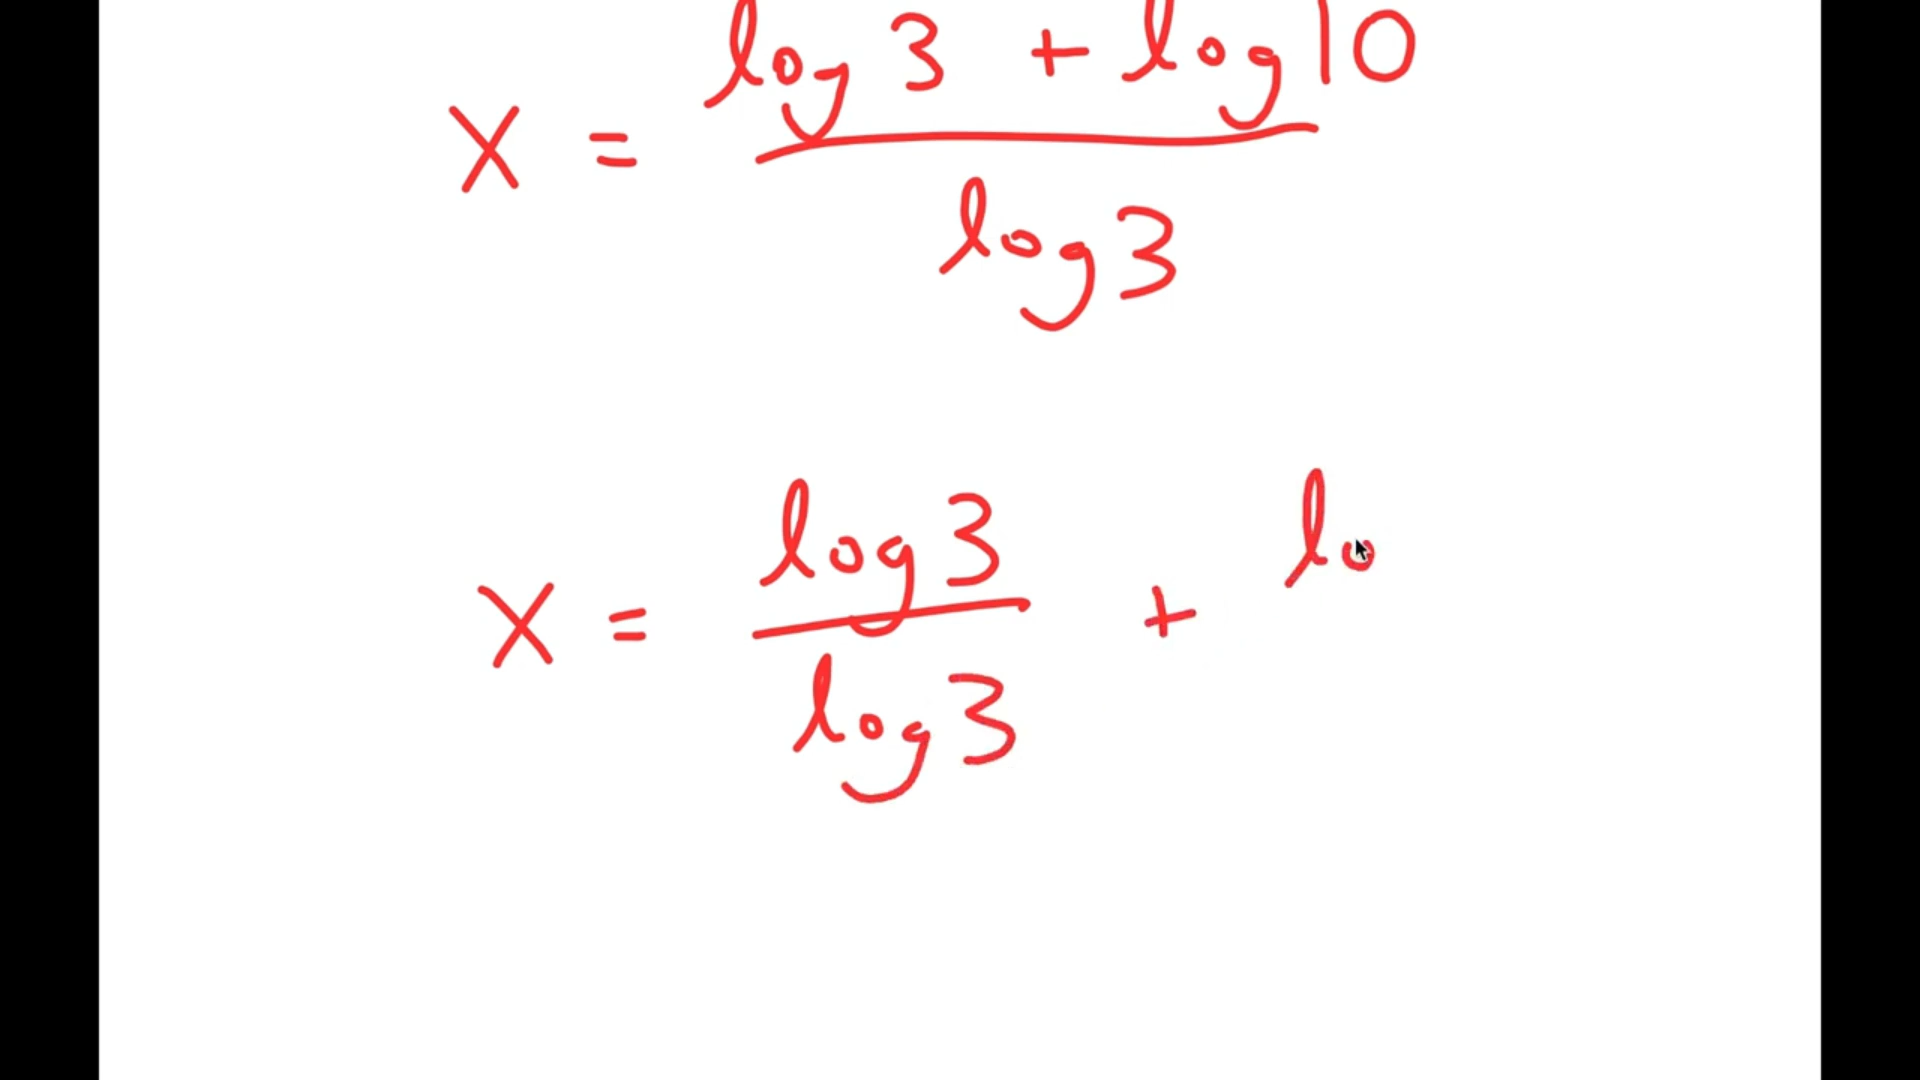 x = (log 3 + log 10) / log 3
x = log 3 / log 3 + lo